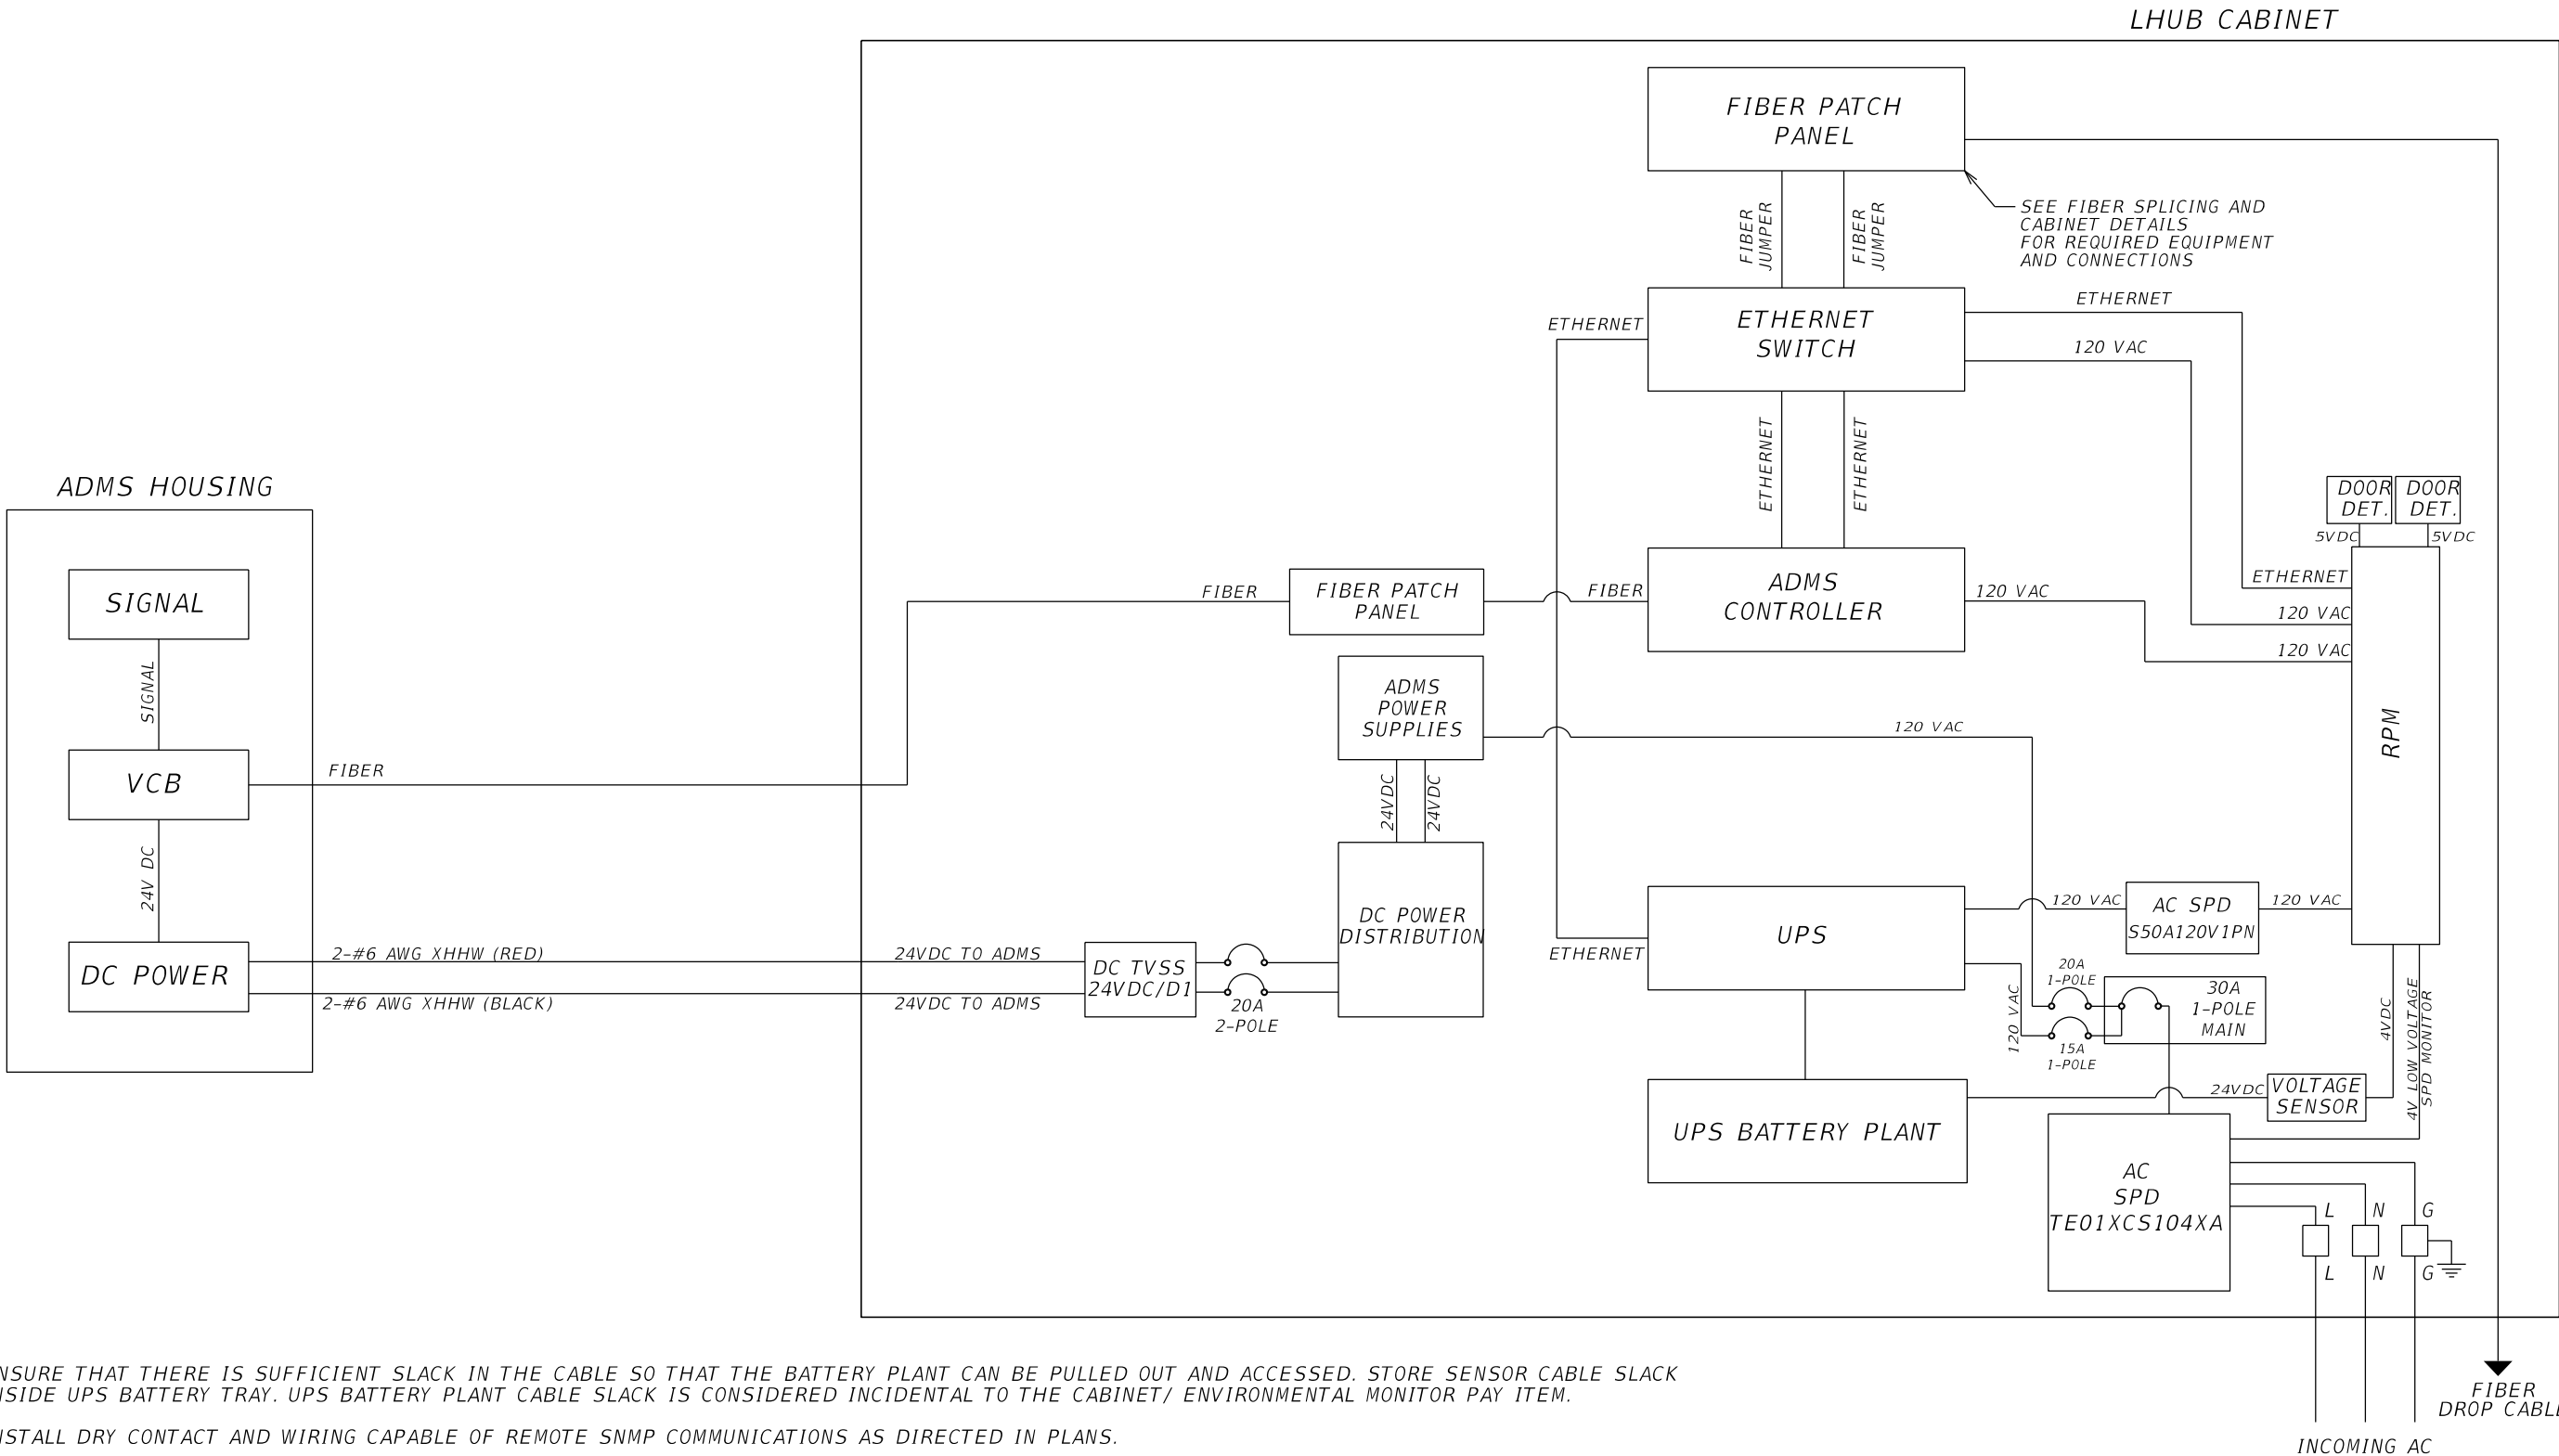 LHUB CABINET
FIBER PATCH
PANEL
FIBER
JUMPER
FIBER
JUMPER
SEE FIBER SPLICING AND
CABINET DETAILS
FOR REQUIRED EQUIPMENT
AND CONNECTIONS
ETHERNET
ETHERNET
SWITCH
ETHERNET
120 VAC
ETHERNET
ETHERNET
DOOR
DET.
DOOR
DET.
5VDC
5VDC
ADMS HOUSING
SIGNAL
SIGNAL
VCB
FIBER
24V DC
DC POWER
2-#6 AWG XHHW (RED)
2-#6 AWG XHHW (BLACK)
24VDC TO ADMS
24VDC TO ADMS
FIBER
FIBER PATCH
PANEL
FIBER
ADMS
CONTROLLER
120 VAC
ETHERNET
120 VAC
120 VAC
RPM
ADMS
POWER
SUPPLIES
120 VAC
24VDC
24VDC
DC POWER
DISTRIBUTION
DC TVSS
24VDC/D1
20A
2-POLE
ETHERNET
UPS
120 VAC
AC SPD
S50A120V1PN
120 VAC
120 VAC
20A
1-POLE
15A
1-POLE
30A
1-POLE
MAIN
4VDC
4V LOW VOLTAGE
SPD MONITOR
UPS BATTERY PLANT
24VDC
VOLTAGE
SENSOR
AC
SPD
TE01XCS104XA
L
N
G
L
N
G
NSURE THAT THERE IS SUFFICIENT SLACK IN THE CABLE SO THAT THE BATTERY PLANT CAN BE PULLED OUT AND ACCESSED. STORE SENSOR CABLE SLACK
NSIDE UPS BATTERY TRAY. UPS BATTERY PLANT CABLE SLACK IS CONSIDERED INCIDENTAL TO THE CABINET/ ENVIRONMENTAL MONITOR PAY ITEM.
NSTALL DRY CONTACT AND WIRING CAPABLE OF REMOTE SNMP COMMUNICATIONS AS DIRECTED IN PLANS.
FIBER
DROP CABLE
INCOMING AC